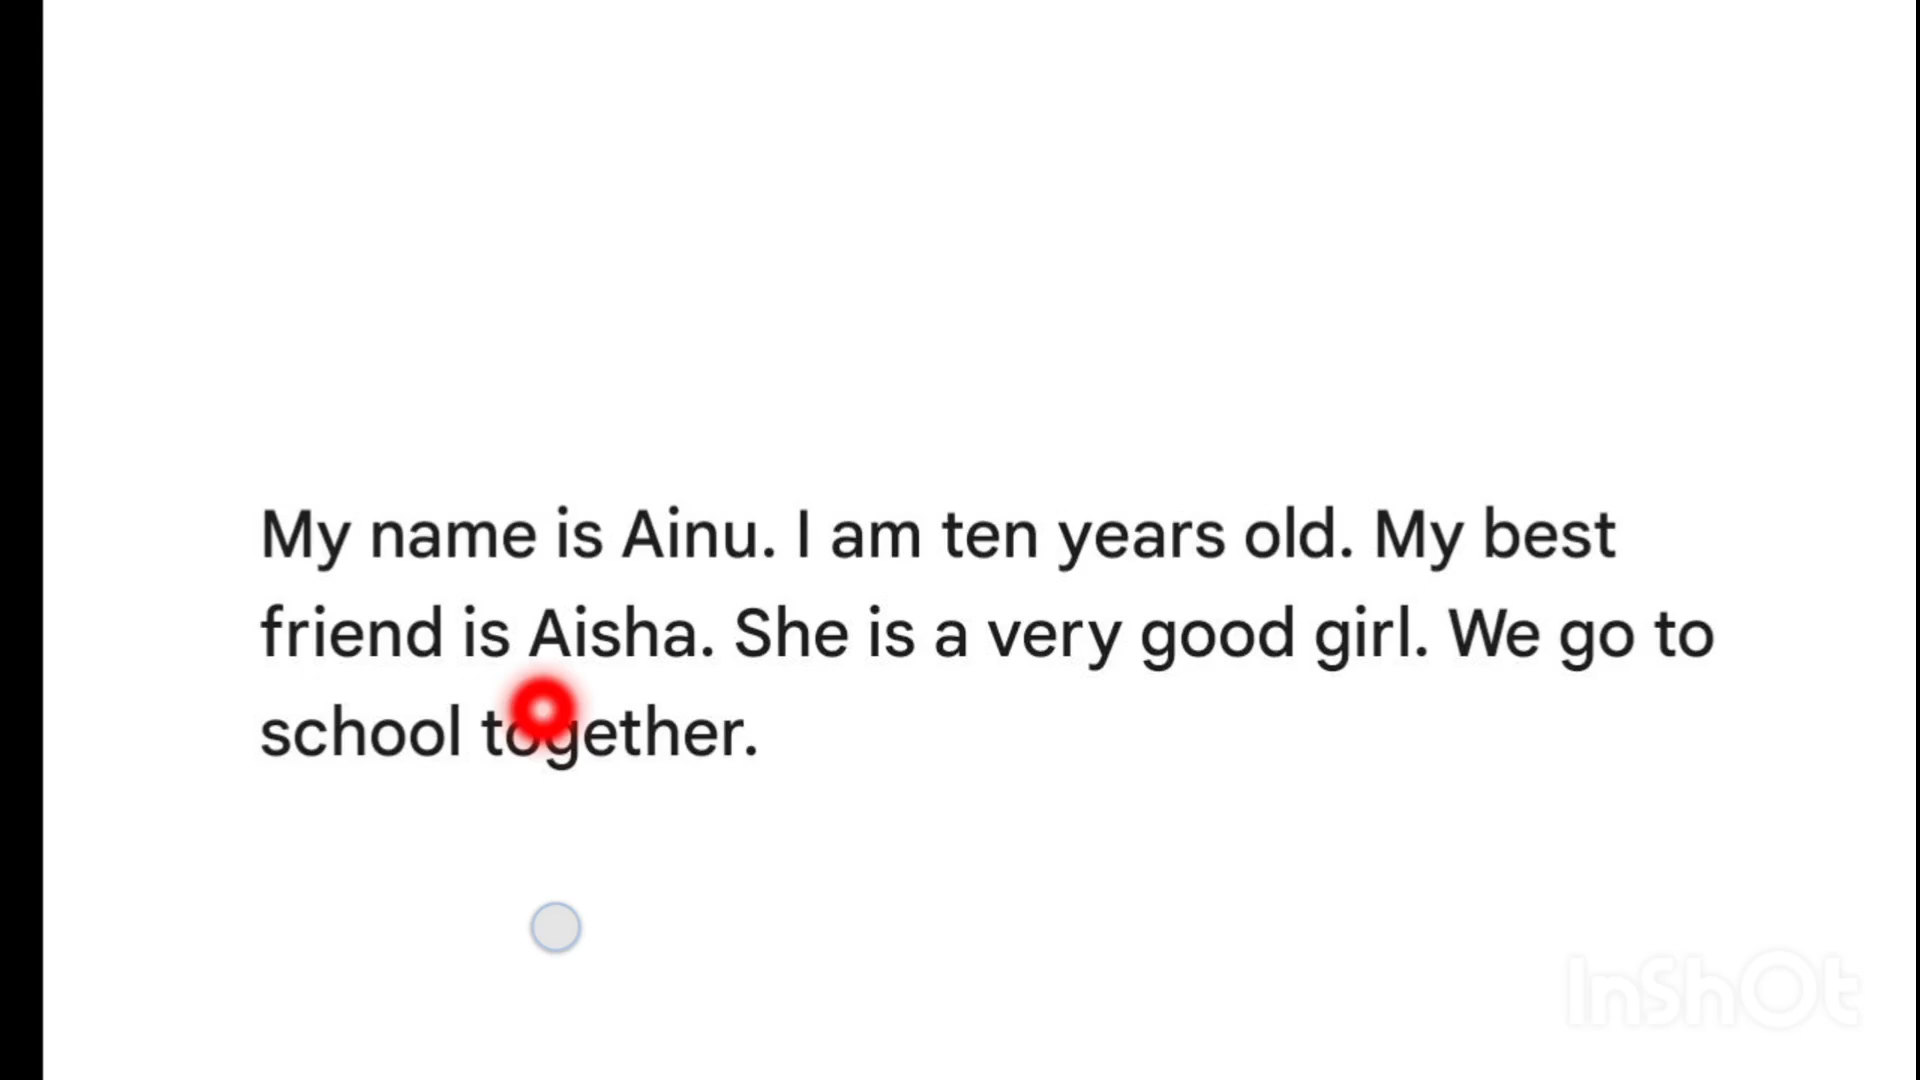 My name is Ainu. I am ten years old. My best
friend is Aisha. She is a very good girl. We go to
school together.
InShOt